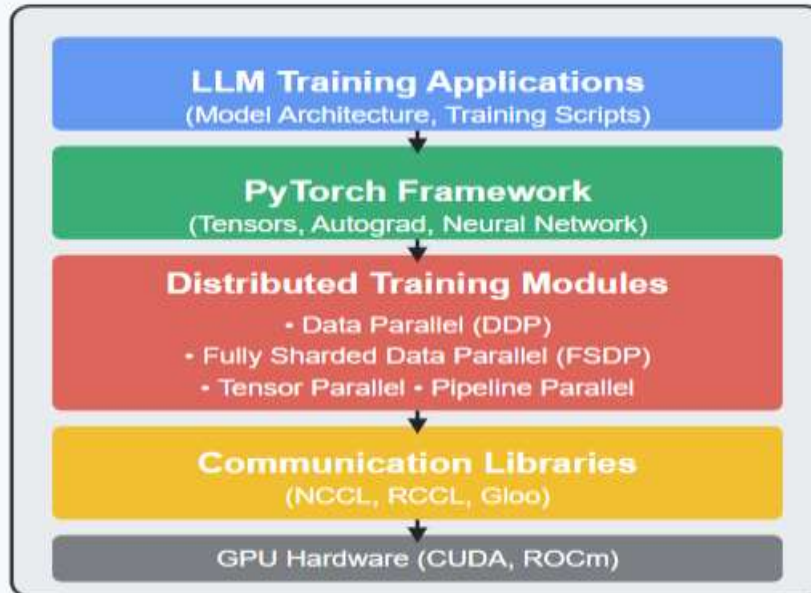 LLM Training Applications
(Model Architecture, Training Scripts)
PyTorch Framework
(Tensors, Autograd, Neural Network)
Distributed Training Modules
• Data Parallel (DDP)
• Fully Sharded Data Parallel (FSDP)
• Tensor Parallel • Pipeline Parallel
Communication Libraries
(NCCL, RCCL, Gloo)
GPU Hardware (CUDA, ROCm)